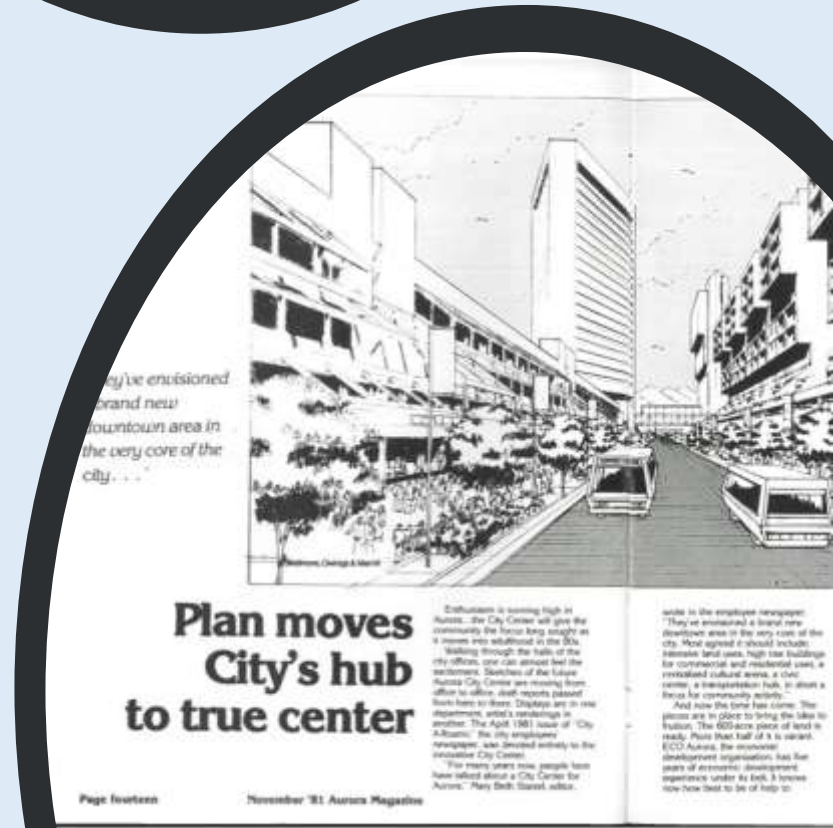 ey've envisioned
brand new
downtown area in
the very core of the
city. . . "
Skidmore, Owings & Merrill
Plan moves
City's hub
to true center
Enthusiasm is running high in
Aurora...the City Center will give the
community the focus long sought as
it moves into adulthood in the 80s.
Walking through the halls of the
city offices, one can almost feel the
excitement. Sketches of the future
Aurora City Center are moving from
office to office, draft reports passed
from here to there. Displays are in one
department, artist's renderings in
another. The April 1981 issue of "City
the city employees'
newspaper, was devoted entirely to the
innovative City Center.
"For many years now, people here
have talked about a City Center for
Aurora," Mary Beth editor,
wrote in the employee newspaper.
"They've envisioned a brand new
downtown area in the very core of the
city. Most agreed it should include:
intensive land uses, high rise buildings
for commercial and residential uses, a
centralized cultural arena, a civic
center, a transportation hub, in short a
focus for community activity."
And now the time has come. The
pieces are in place to bring the idea to
fruition. The 600-acre piece of land is
ready. More than half of it is vacant.
ECO Aurora, the economic
development organization, has five
years of economic development
experience under its belt. It knows
now how best to be of help to
Page fourteen
November '81 Aurora Magazine